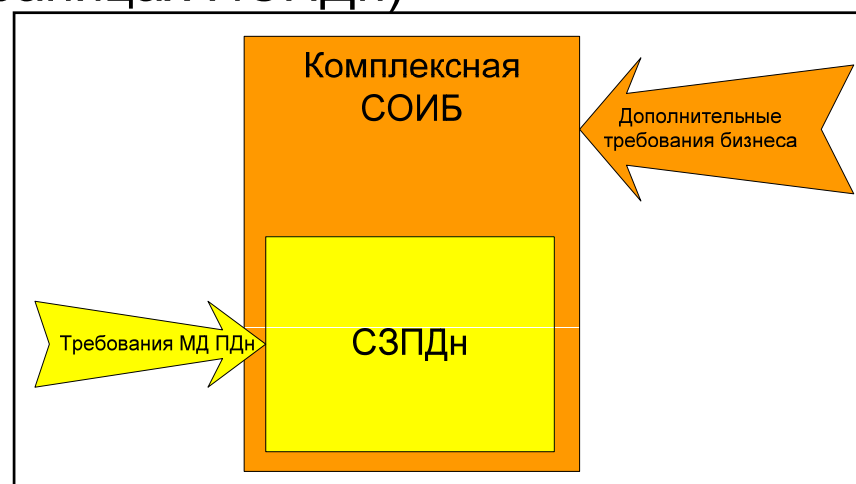 Комплексная
СОИБ
Дополнительные
требования бизнеса
Требования МД ПДн
СЗПДн